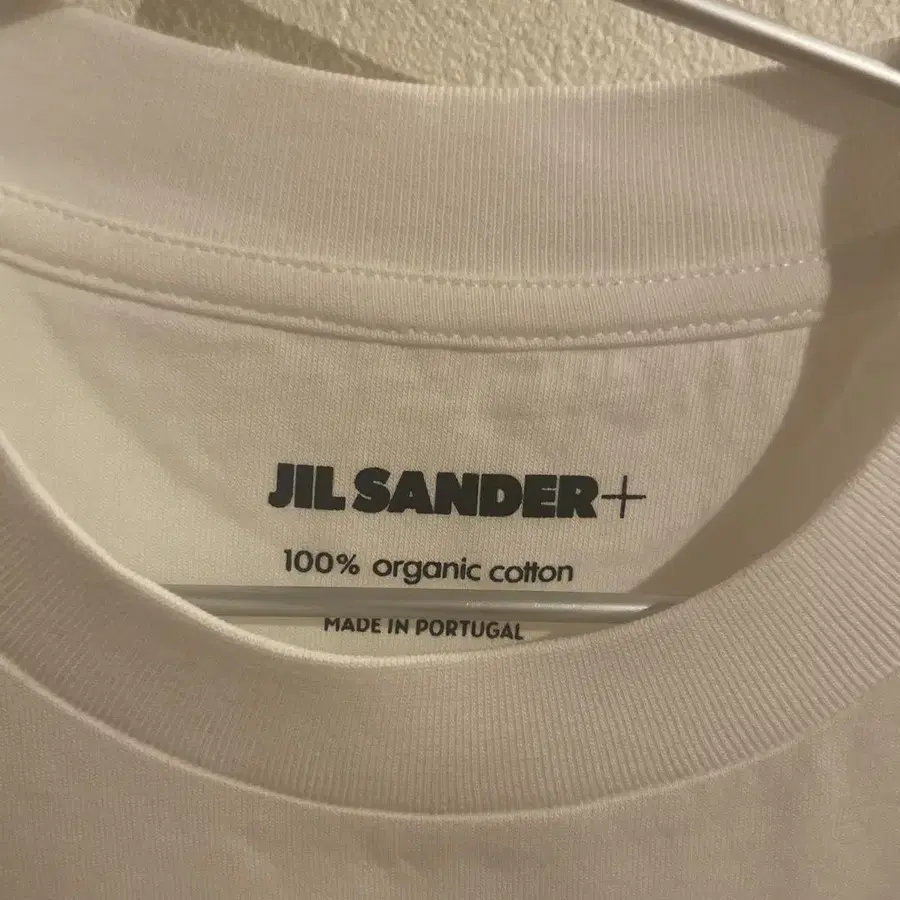 JIL SANDER+
100% organic cotton
MADE IN PORTUGAL